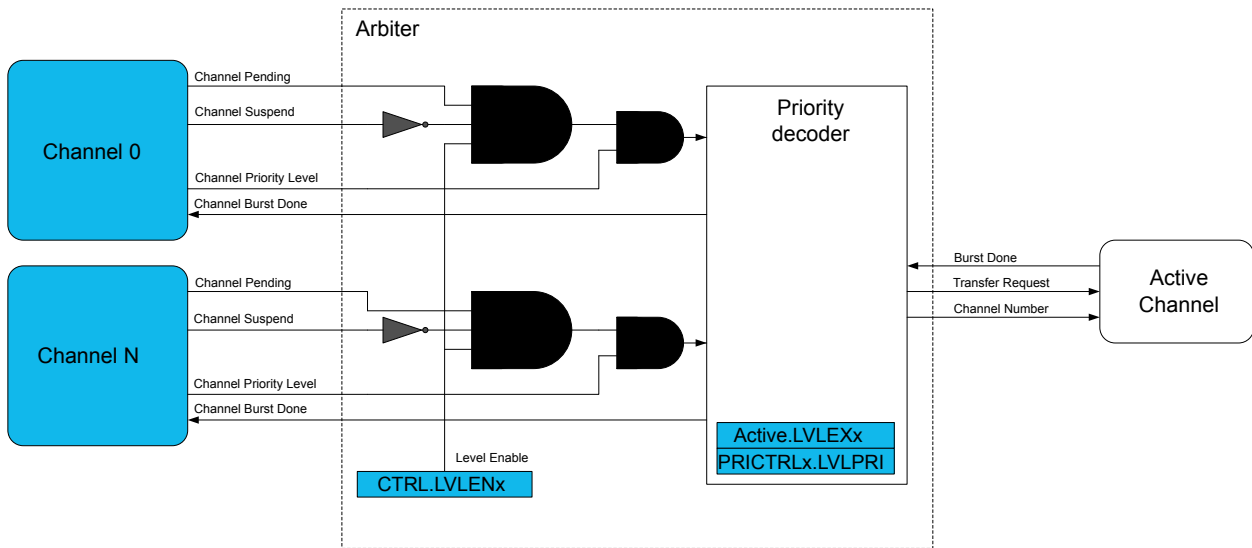 Arbiter
Channel Pending
Channel Suspend
Channel 0
Channel Priority Level
Channel Burst Done
Priority
decoder
Burst Done
Transfer Request
Channel Number
Active
Channel
Channel Pending
Channel Suspend
Channel N
Channel Priority Level
Channel Burst Done
Level Enable
CTRL.LVLENx
Active.LVLEXx
PRICTRLx.LVLPRI